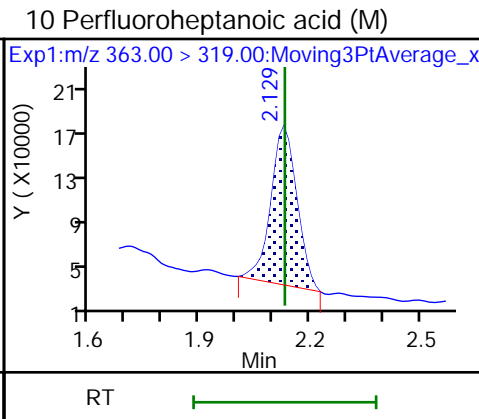 10 Perfluoroheptanoic acid (M)
Exp1:m/z 363.00 > 319.00:Moving3PtAverage_x
Y ( X10000)
21
17
13
9
5
1
2.129
1.6
1.9
2.2
2.5
Min
RT